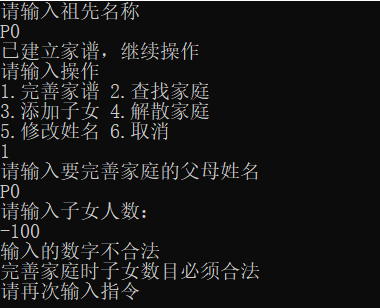 请输入祖先名称
P0
已建立家谱，继续操作
请输入操作
1.完善家谱 2.查找家庭
3.添加子女 4.解散家庭
5.修改姓名 6.取消
1
请输入要完善家庭的父母姓名
P0
请输入子女人数：
-100
输入的数字不合法
完善家庭时子女数目必须合法
请再次输入指令